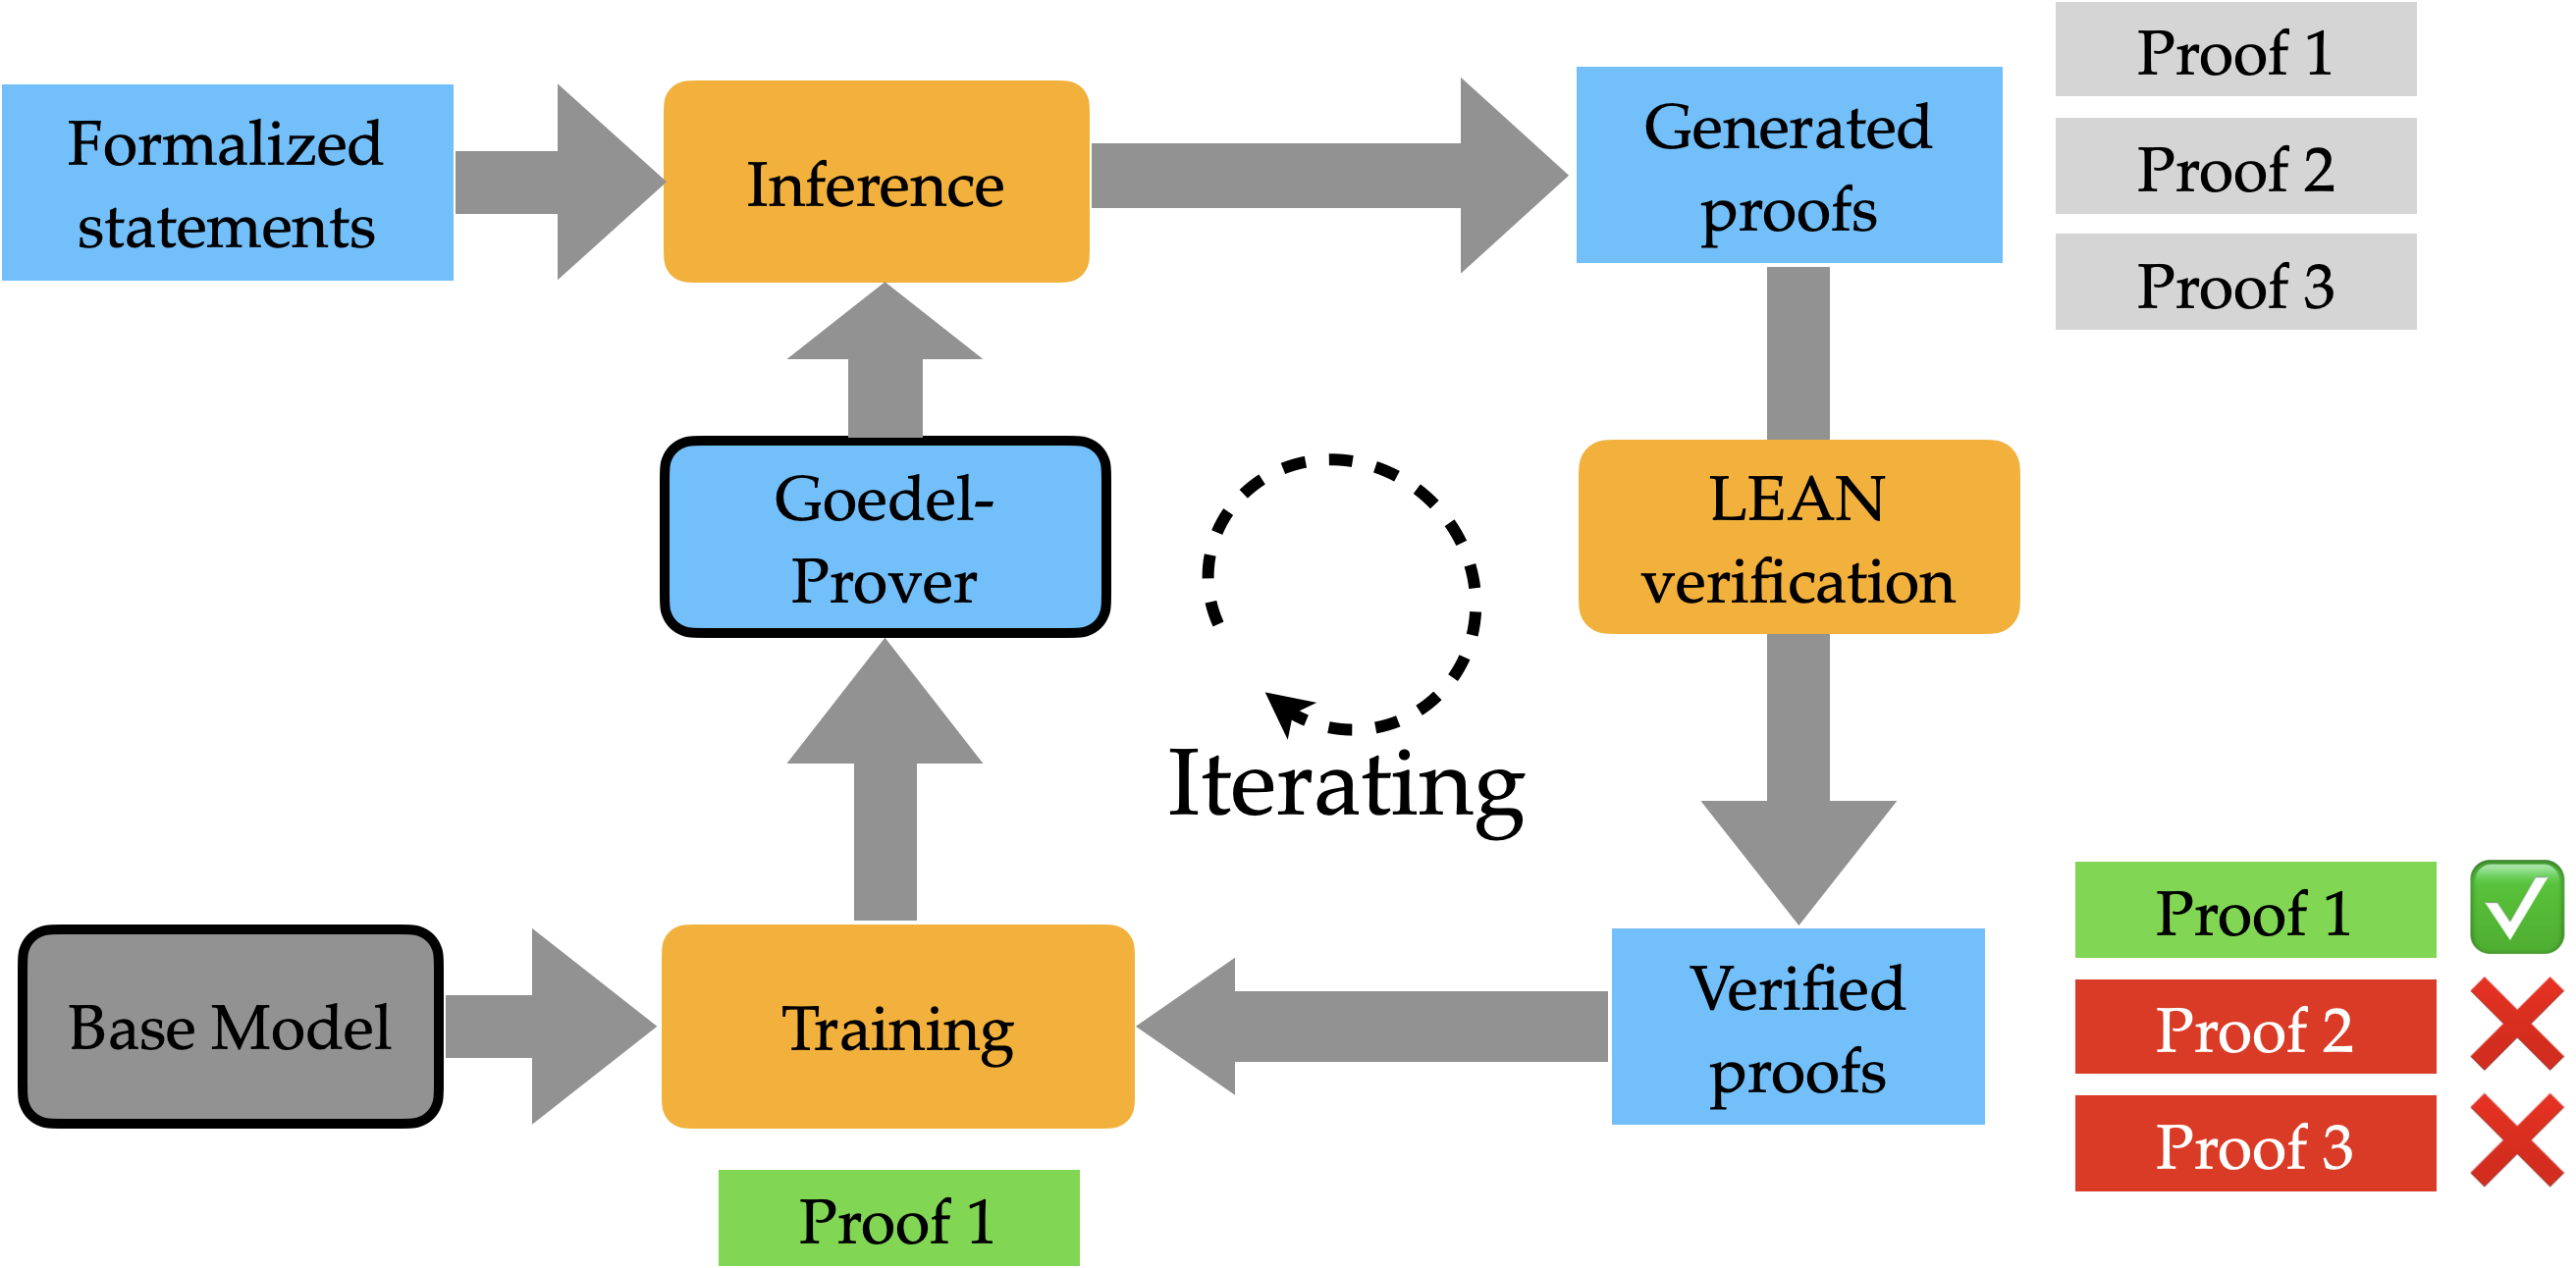 Formalized
statements
Inference
Generated
proofs
Proof 1
Proof 2
Proof 3
Goedel-
Prover
LEAN
verification
Iterating
Base Model
Training
Verified
proofs
Proof 1
Proof 2
Proof 3
Proof 1